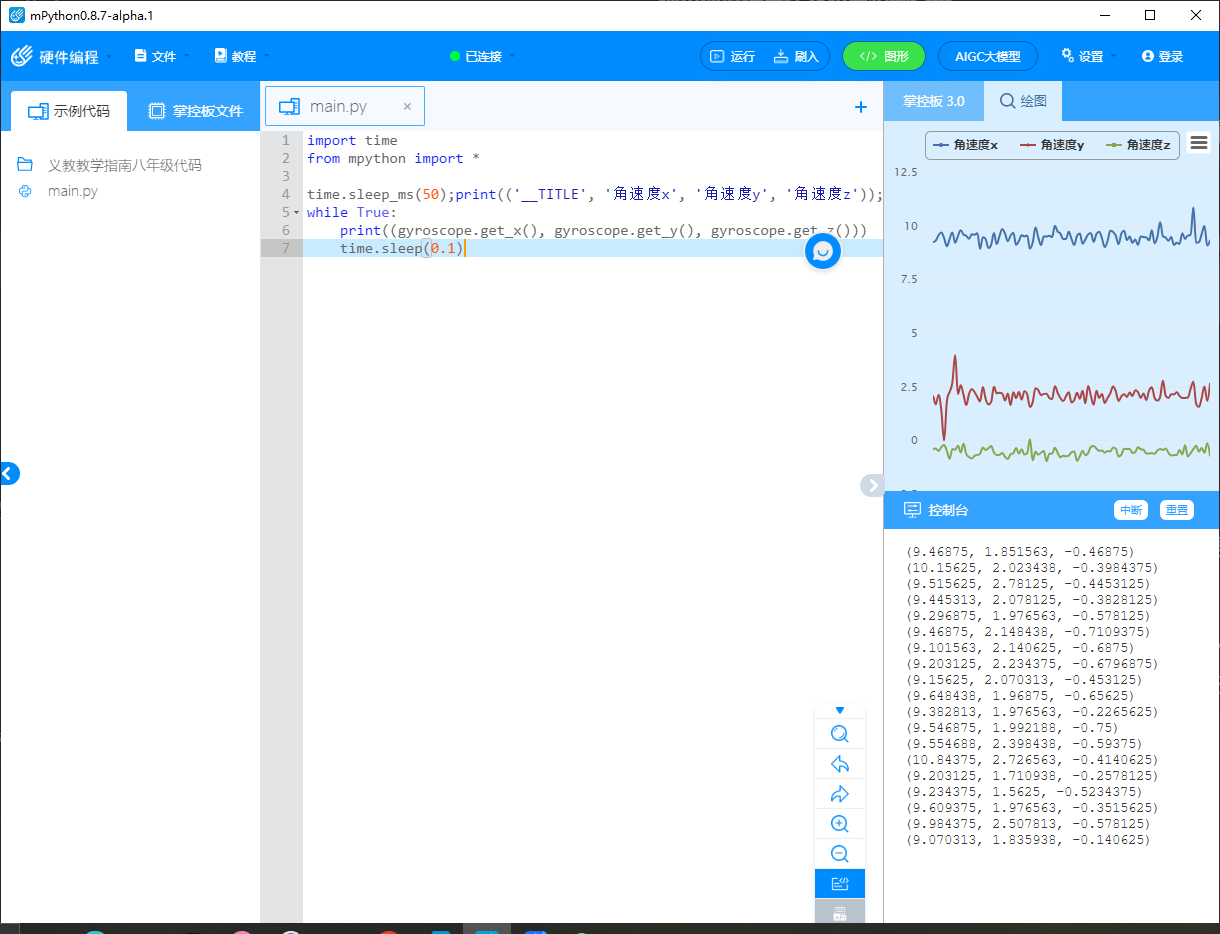 mPython0.8.7-alpha.1
硬件编程 文件 教程 已连接 运行 刷入 </> 图形 AIGC大模型 设置 登录
示例代码 掌控板文件 main.py × + 掌控板 3.0 绘图
义教教学指南八年级代码
main.py
1 import time
2 from mpython import *
3
4 time.sleep_ms(50);print(('__TITLE', '角速度x', '角速度y', '角速度z'));
5 while True:
6 print((gyroscope.get_x(), gyroscope.get_y(), gyroscope.get_z()))
7 time.sleep(0.1)
角速度x 角速度y 角速度z
12.5
10
7.5
5
2.5
0
控制台 中断 重置
(9.46875, 1.851563, -0.46875)
(10.15625, 2.023438, -0.3984375)
(9.515625, 2.78125, -0.4453125)
(9.445313, 2.078125, -0.3828125)
(9.296875, 1.976563, -0.578125)
(9.46875, 2.148438, -0.7109375)
(9.101563, 2.140625, -0.6875)
(9.203125, 2.234375, -0.6796875)
(9.15625, 2.070313, -0.453125)
(9.648438, 1.96875, -0.65625)
(9.382813, 1.976563, -0.2265625)
(9.546875, 1.992188, -0.75)
(9.554688, 2.398438, -0.59375)
(10.84375, 2.726563, -0.4140625)
(9.203125, 1.710938, -0.2578125)
(9.234375, 1.5625, -0.5234375)
(9.609375, 1.976563, -0.3515625)
(9.984375, 2.507813, -0.578125)
(9.070313, 1.835938, -0.140625)